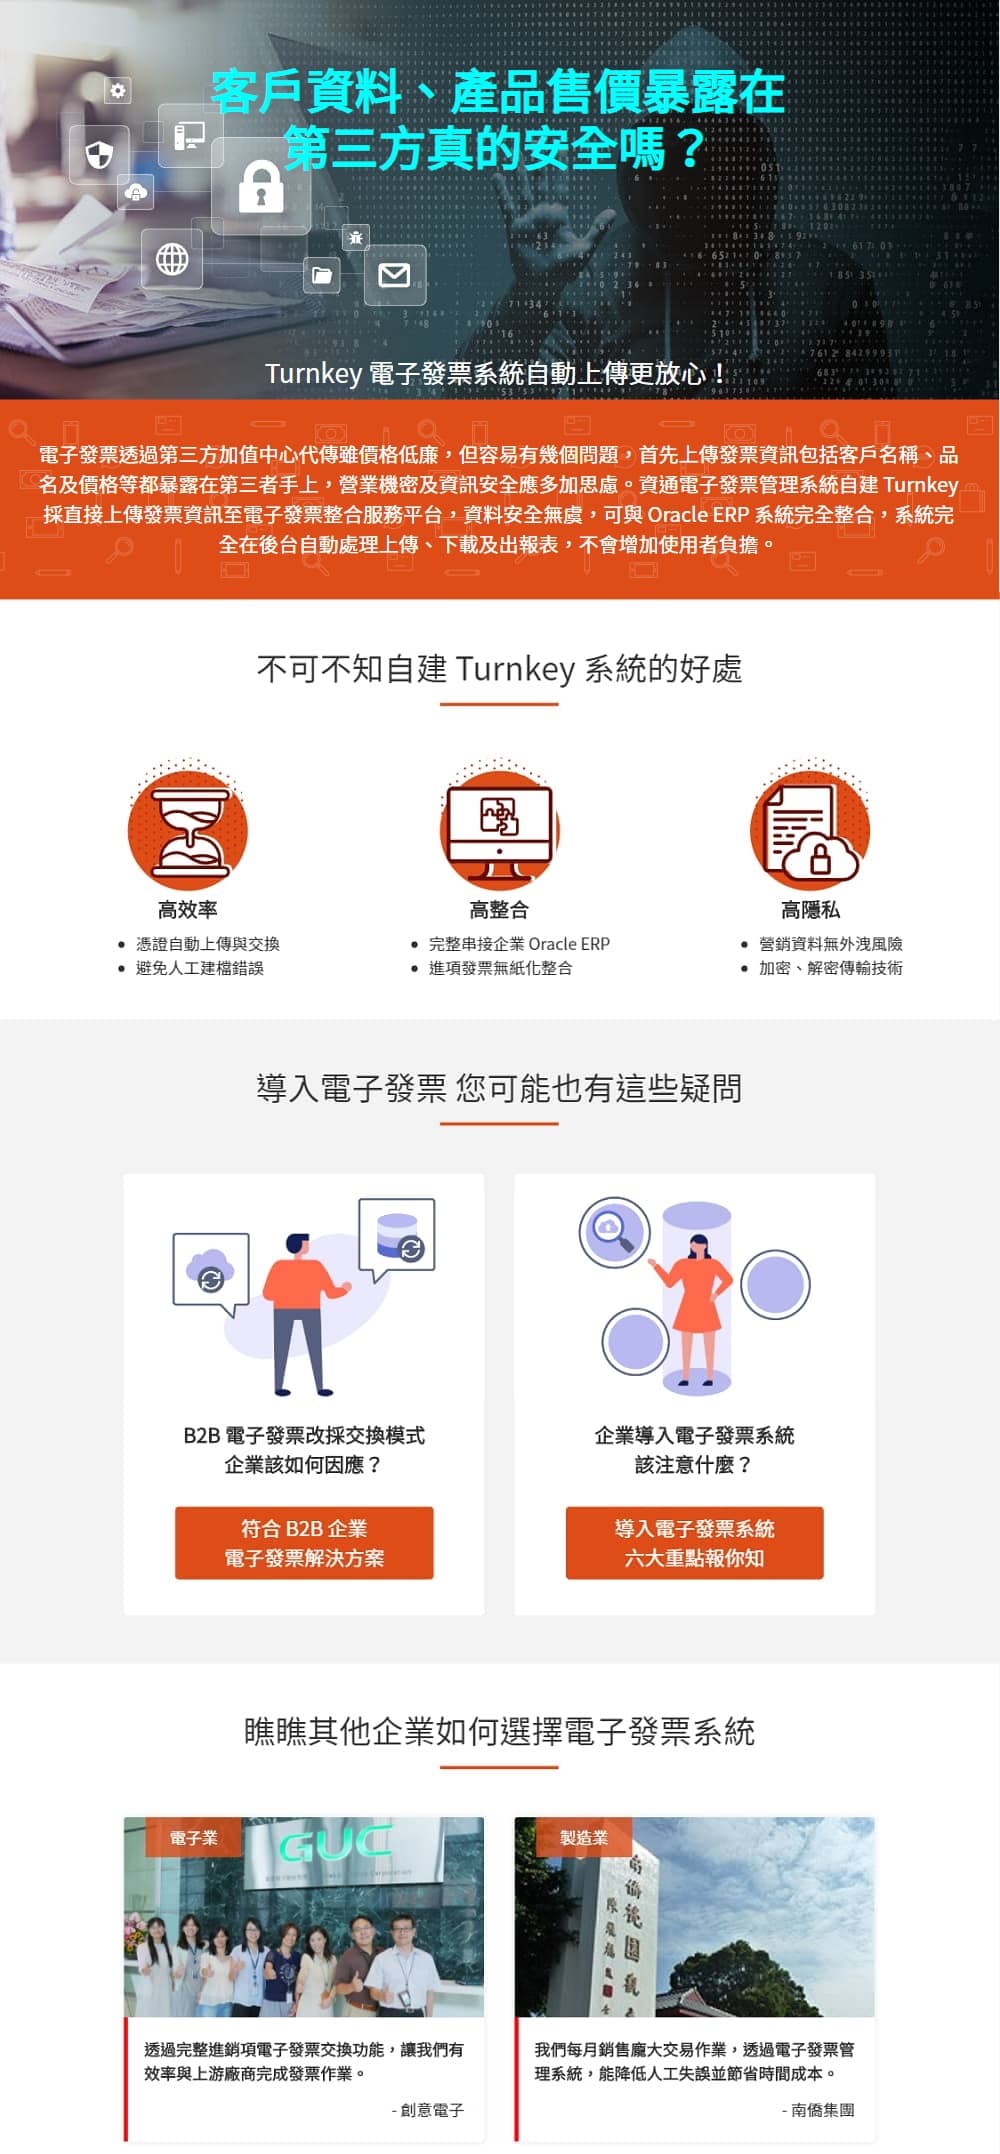 客戶資料、產品售價暴露在
第三方真的安全嗎？
Turnkey 電子發票系統自動上傳更放心！
電子發票透過第三方加值中心代傳雖價格低廉，但容易有幾個問題，首先上傳發票資訊包括客戶名稱、品
名及價格等都暴露在第三者手上，營業機密及資訊安全應多加思慮。資通電子發票管理系統自建 Turnkey
採直接上傳發票資訊至電子發票整合服務平台，資料安全無虞，可與 Oracle ERP 系統完全整合，系統完
全在後台自動處理上傳、下載及出報表，不會增加使用者負擔。
不可不知自建 Turnkey 系統的好處
高效率
• 憑證自動上傳與交換
• 避免人工建檔錯誤
高整合
• 完整串接企業 Oracle ERP
• 進項發票無紙化整合
高隱私
• 營銷資料無外洩風險
• 加密、解密傳輸技術
導入電子發票 您可能也有這些疑問
B2B 電子發票改採交換模式
企業該如何因應？
符合 B2B 企業
電子發票解決方案
企業導入電子發票系統
該注意什麼？
導入電子發票系統
六大重點報你知
瞧瞧其他企業如何選擇電子發票系統
電子業
GUC
透過完整進銷項電子發票交換功能，讓我們有
效率與上游廠商完成發票作業。
- 創意電子
製造業
南僑桃園觀
我們每月銷售龐大交易作業，透過電子發票管
理系統，能降低人工失誤並節省時間成本。
- 南僑集團